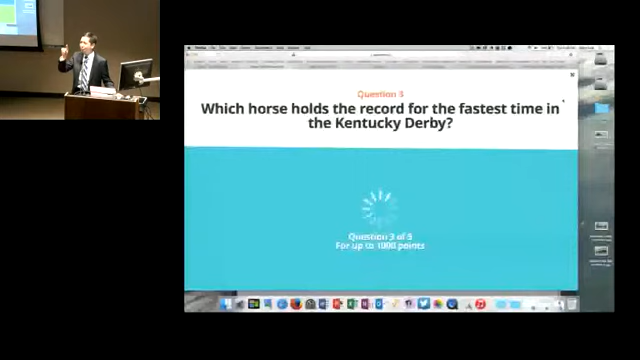 Question 3
Which horse holds the record for the fastest time in
the Kentucky Derby?
Question 3 of 5
For up to 1000 points